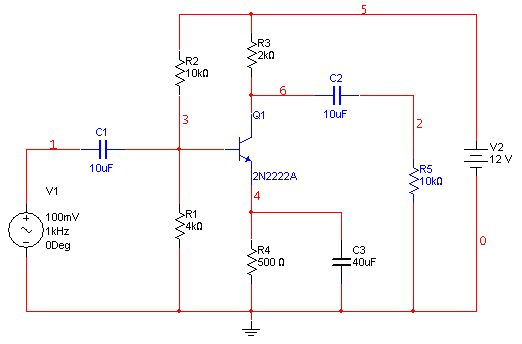 5
R2
10kΩ
R3
2kΩ
C2
10uF
6
Q1
2N2222A
3
1
C1
10uF
2
V2
12 V
V1
100mV
1kHz
0Deg
R1
4kΩ
4
R4
500 Ω
C3
40uF
R5
10kΩ
0